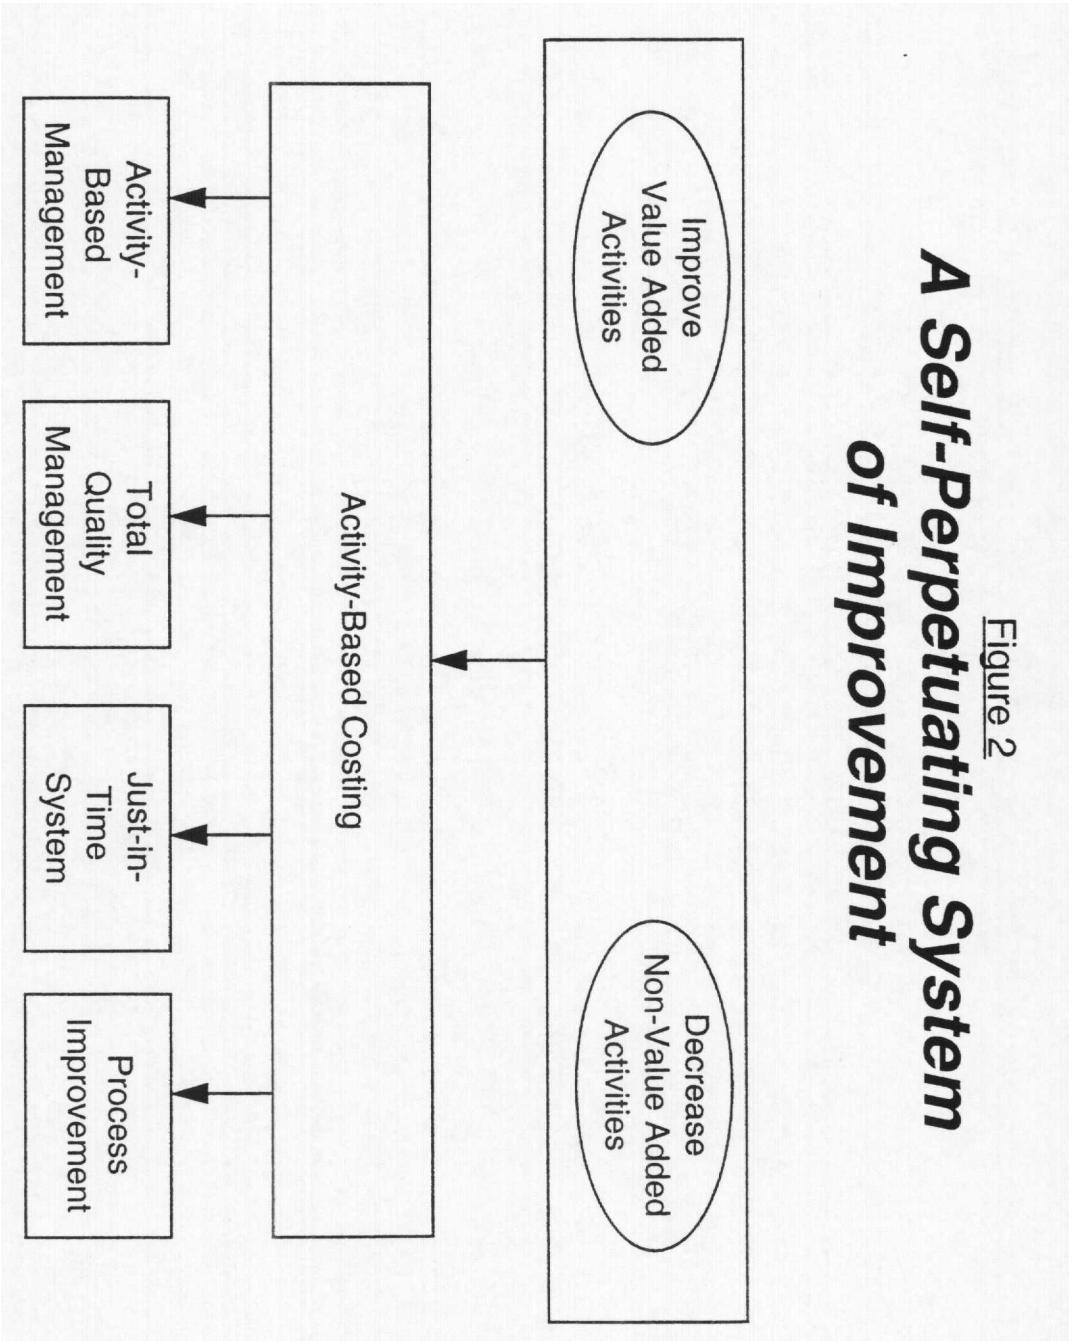 Figure 2
A Self-Perpetuating System
of Improvement
Improve
Value Added
Activities
Decrease
Non-Value Added
Activities
Activity-Based Costing
Activity-
Based
Management
Total
Quality
Management
Just-in-
Time
System
Process
Improvement